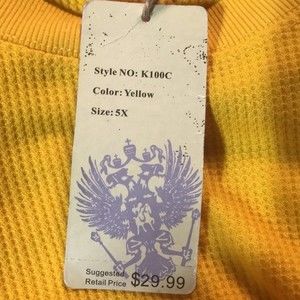 Style NO: K100C
Color: Yellow
Size: 5X
Suggested
Retail Price $29.99